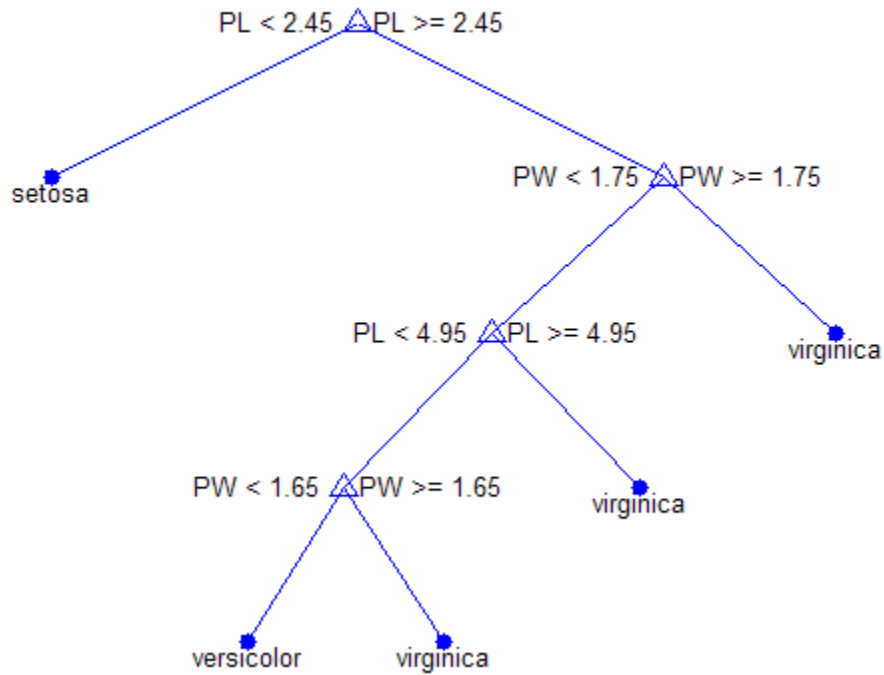 PL < 2.45 PL >= 2.45
setosa
PW < 1.75 PW >= 1.75
PL < 4.95 PL >= 4.95
virginica
PW < 1.65 PW >= 1.65
virginica
versicolor
virginica